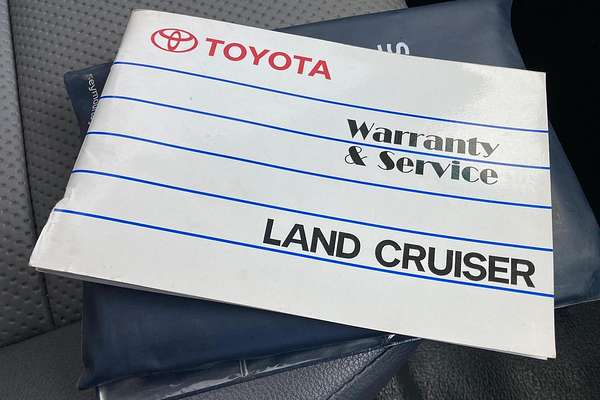 TOYOTA
Warranty
& Service
LAND CRUISER